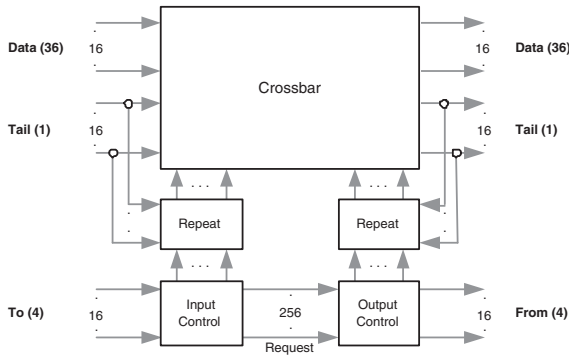 Data (36)
16
Crossbar
16
Data (36)
Tail (1)
16
16
Tail (1)
. . .
. . .
Repeat
Repeat
. . .
. . .
To (4)
16
Input
Control
256
Request
Output
Control
16
From (4)